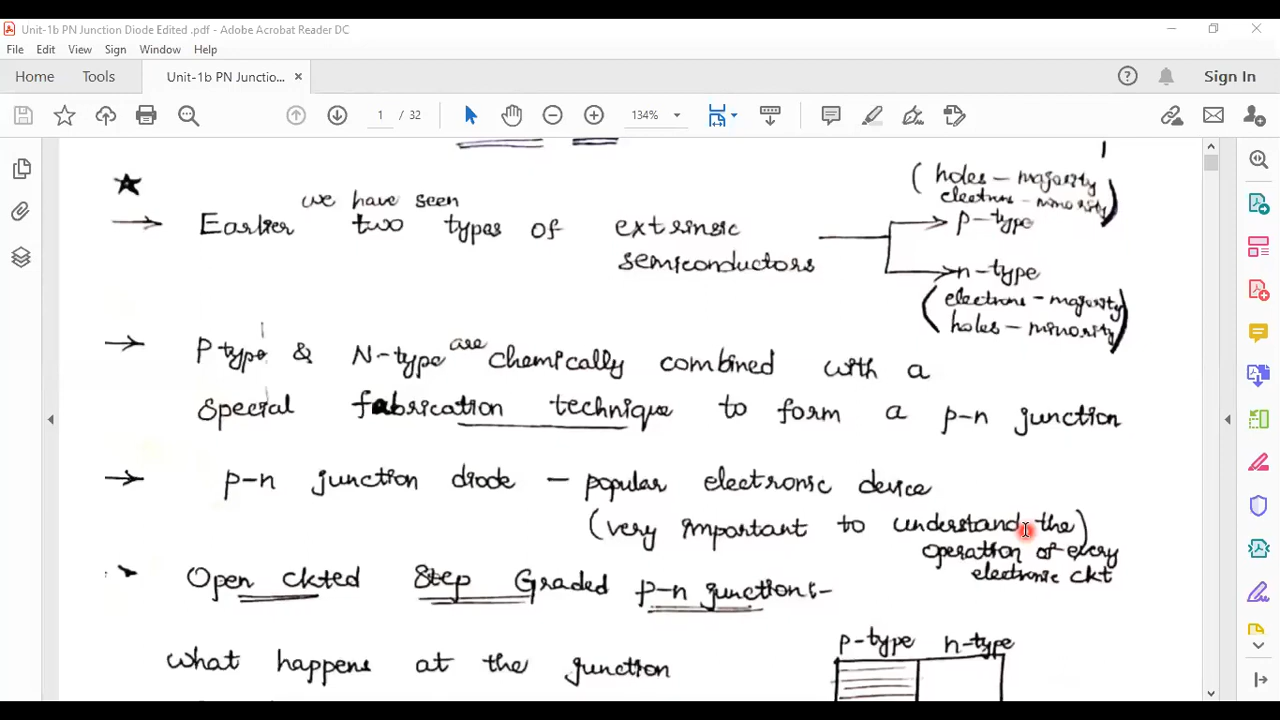 Unit-1b PN Junction Diode Edited .pdf - Adobe Acrobat Reader DC
File Edit View Sign Window Help
Home Tools Unit-1b PN Junctio... × Sign In
1 / 32 134%
(holes - majority
electrons - minority)
we have seen
→ Earlier two types of extrinsic p-type
semiconductors
n-type
(electrons - majority
holes - minority)
→ P-type & N-type are chemically combined with a
special fabrication technique to form a p-n junction
→ p-n junction diode - popular electronic device
(very important to understand the)
operation of every
electronic ckt
Open ckted Step Graded p-n junction:-
p-type n-type
what happens at the junction